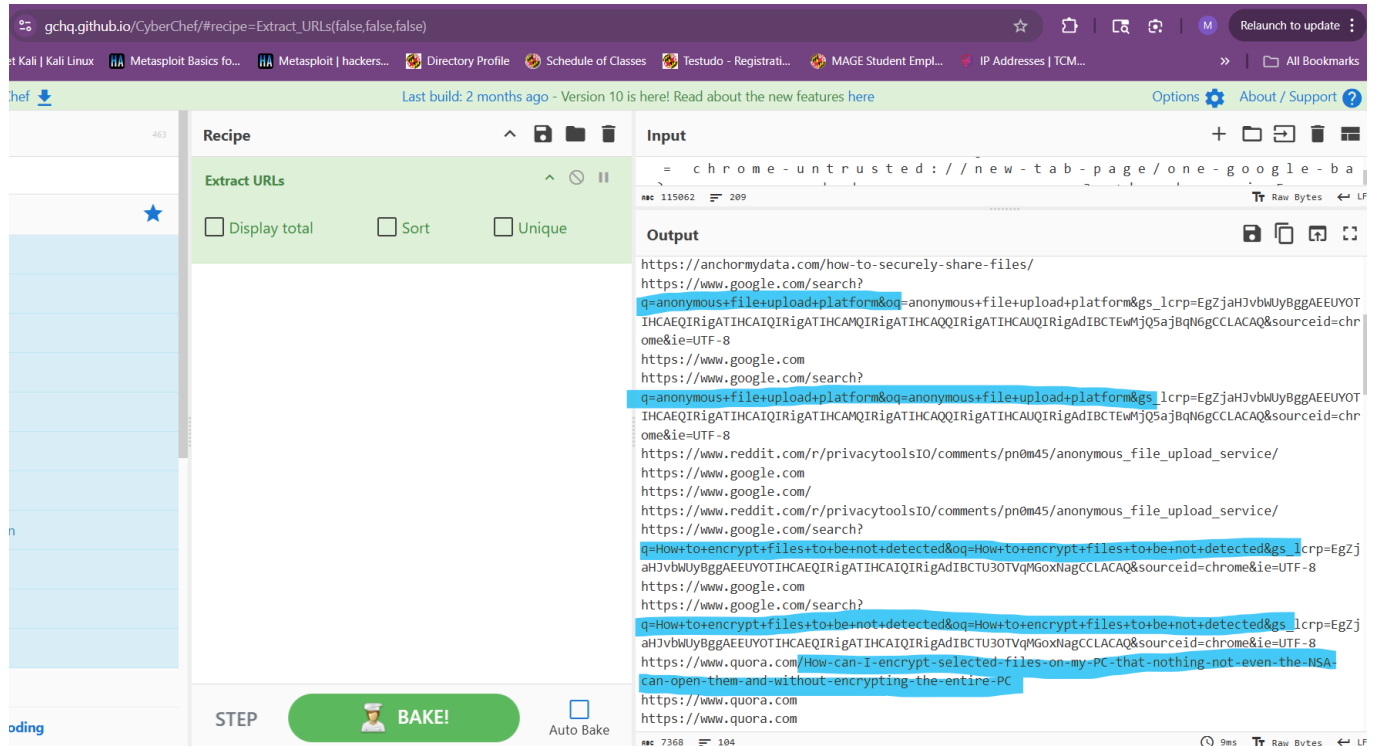 gchq.github.io/CyberChef/#recipe=Extract_URLs(false,false,false)
M
Relaunch to update
et Kali | Kali Linux
HA Metasploit Basics fo...
HA Metasploit | hackers...
Directory Profile
Schedule of Classes
Testudo - Registrati...
MAGE Student Empl...
IP Addresses | TCM...
»
All Bookmarks
Last build: 2 months ago - Version 10 is here! Read about the new features here
Options
About / Support
463
Recipe
Input
Extract URLs
Display total
Sort
Unique
= chrome-untrusted://new-tab-page/one-google-ba
ABC 115062 209
Tт Raw Bytes LF
Output
https://anchormydata.com/how-to-securely-share-files/
https://www.google.com/search?
q=anonymous+file+upload+platform&oq=anonymous+file+upload+platform&gs_lcrp=EgZjaHJvbWUyBggAEEUYOT
IHCAEQIRigATIHCAIQIRigATIHCAMQIRigATIHCAQQIRigATIHCAUQIRigAdIBCTEwMjQ5ajBqN6gCCLACAQ&sourceid=chr
ome&ie=UTF-8
https://www.google.com
https://www.google.com/search?
q=anonymous+file+upload+platform&oq=anonymous+file+upload+platform&gs_lcrp=EgZjaHJvbWUyBggAEEUYOT
IHCAEQIRigATIHCAIQIRigATIHCAMQIRigATIHCAQQIRigATIHCAUQIRigAdIBCTEwMjQ5ajBqN6gCCLACAQ&sourceid=chr
ome&ie=UTF-8
https://www.reddit.com/r/privacytoolsIO/comments/pn0m45/anonymous_file_upload_service/
https://www.google.com
https://www.google.com/
https://www.reddit.com/r/privacytoolsIO/comments/pn0m45/anonymous_file_upload_service/
https://www.google.com/search?
q=How+to+encrypt+files+to+be+not+detected&oq=How+to+encrypt+files+to+be+not+detected&gs_lcrp=EgZj
aHJvbWUyBggAEEUYOTIHCAEQIRigATIHCAIQIRigAdIBCTU3OTVqMGoxNagCCLACAQ&sourceid=chrome&ie=UTF-8
https://www.google.com
https://www.google.com/search?
q=How+to+encrypt+files+to+be+not+detected&oq=How+to+encrypt+files+to+be+not+detected&gs_lcrp=EgZj
aHJvbWUyBggAEEUYOTIHCAEQIRigATIHCAIQIRigAdIBCTU3OTVqMGoxNagCCLACAQ&sourceid=chrome&ie=UTF-8
https://www.quora.com/How-can-I-encrypt-selected-files-on-my-PC-that-nothing-not-even-the-NSA-
can-open-them-and-without-encrypting-the-entire-PC
https://www.quora.com
https://www.quora.com
STEP
BAKE!
Auto Bake
oding
ABC 7368 104
9ms Tт Raw Bytes LF